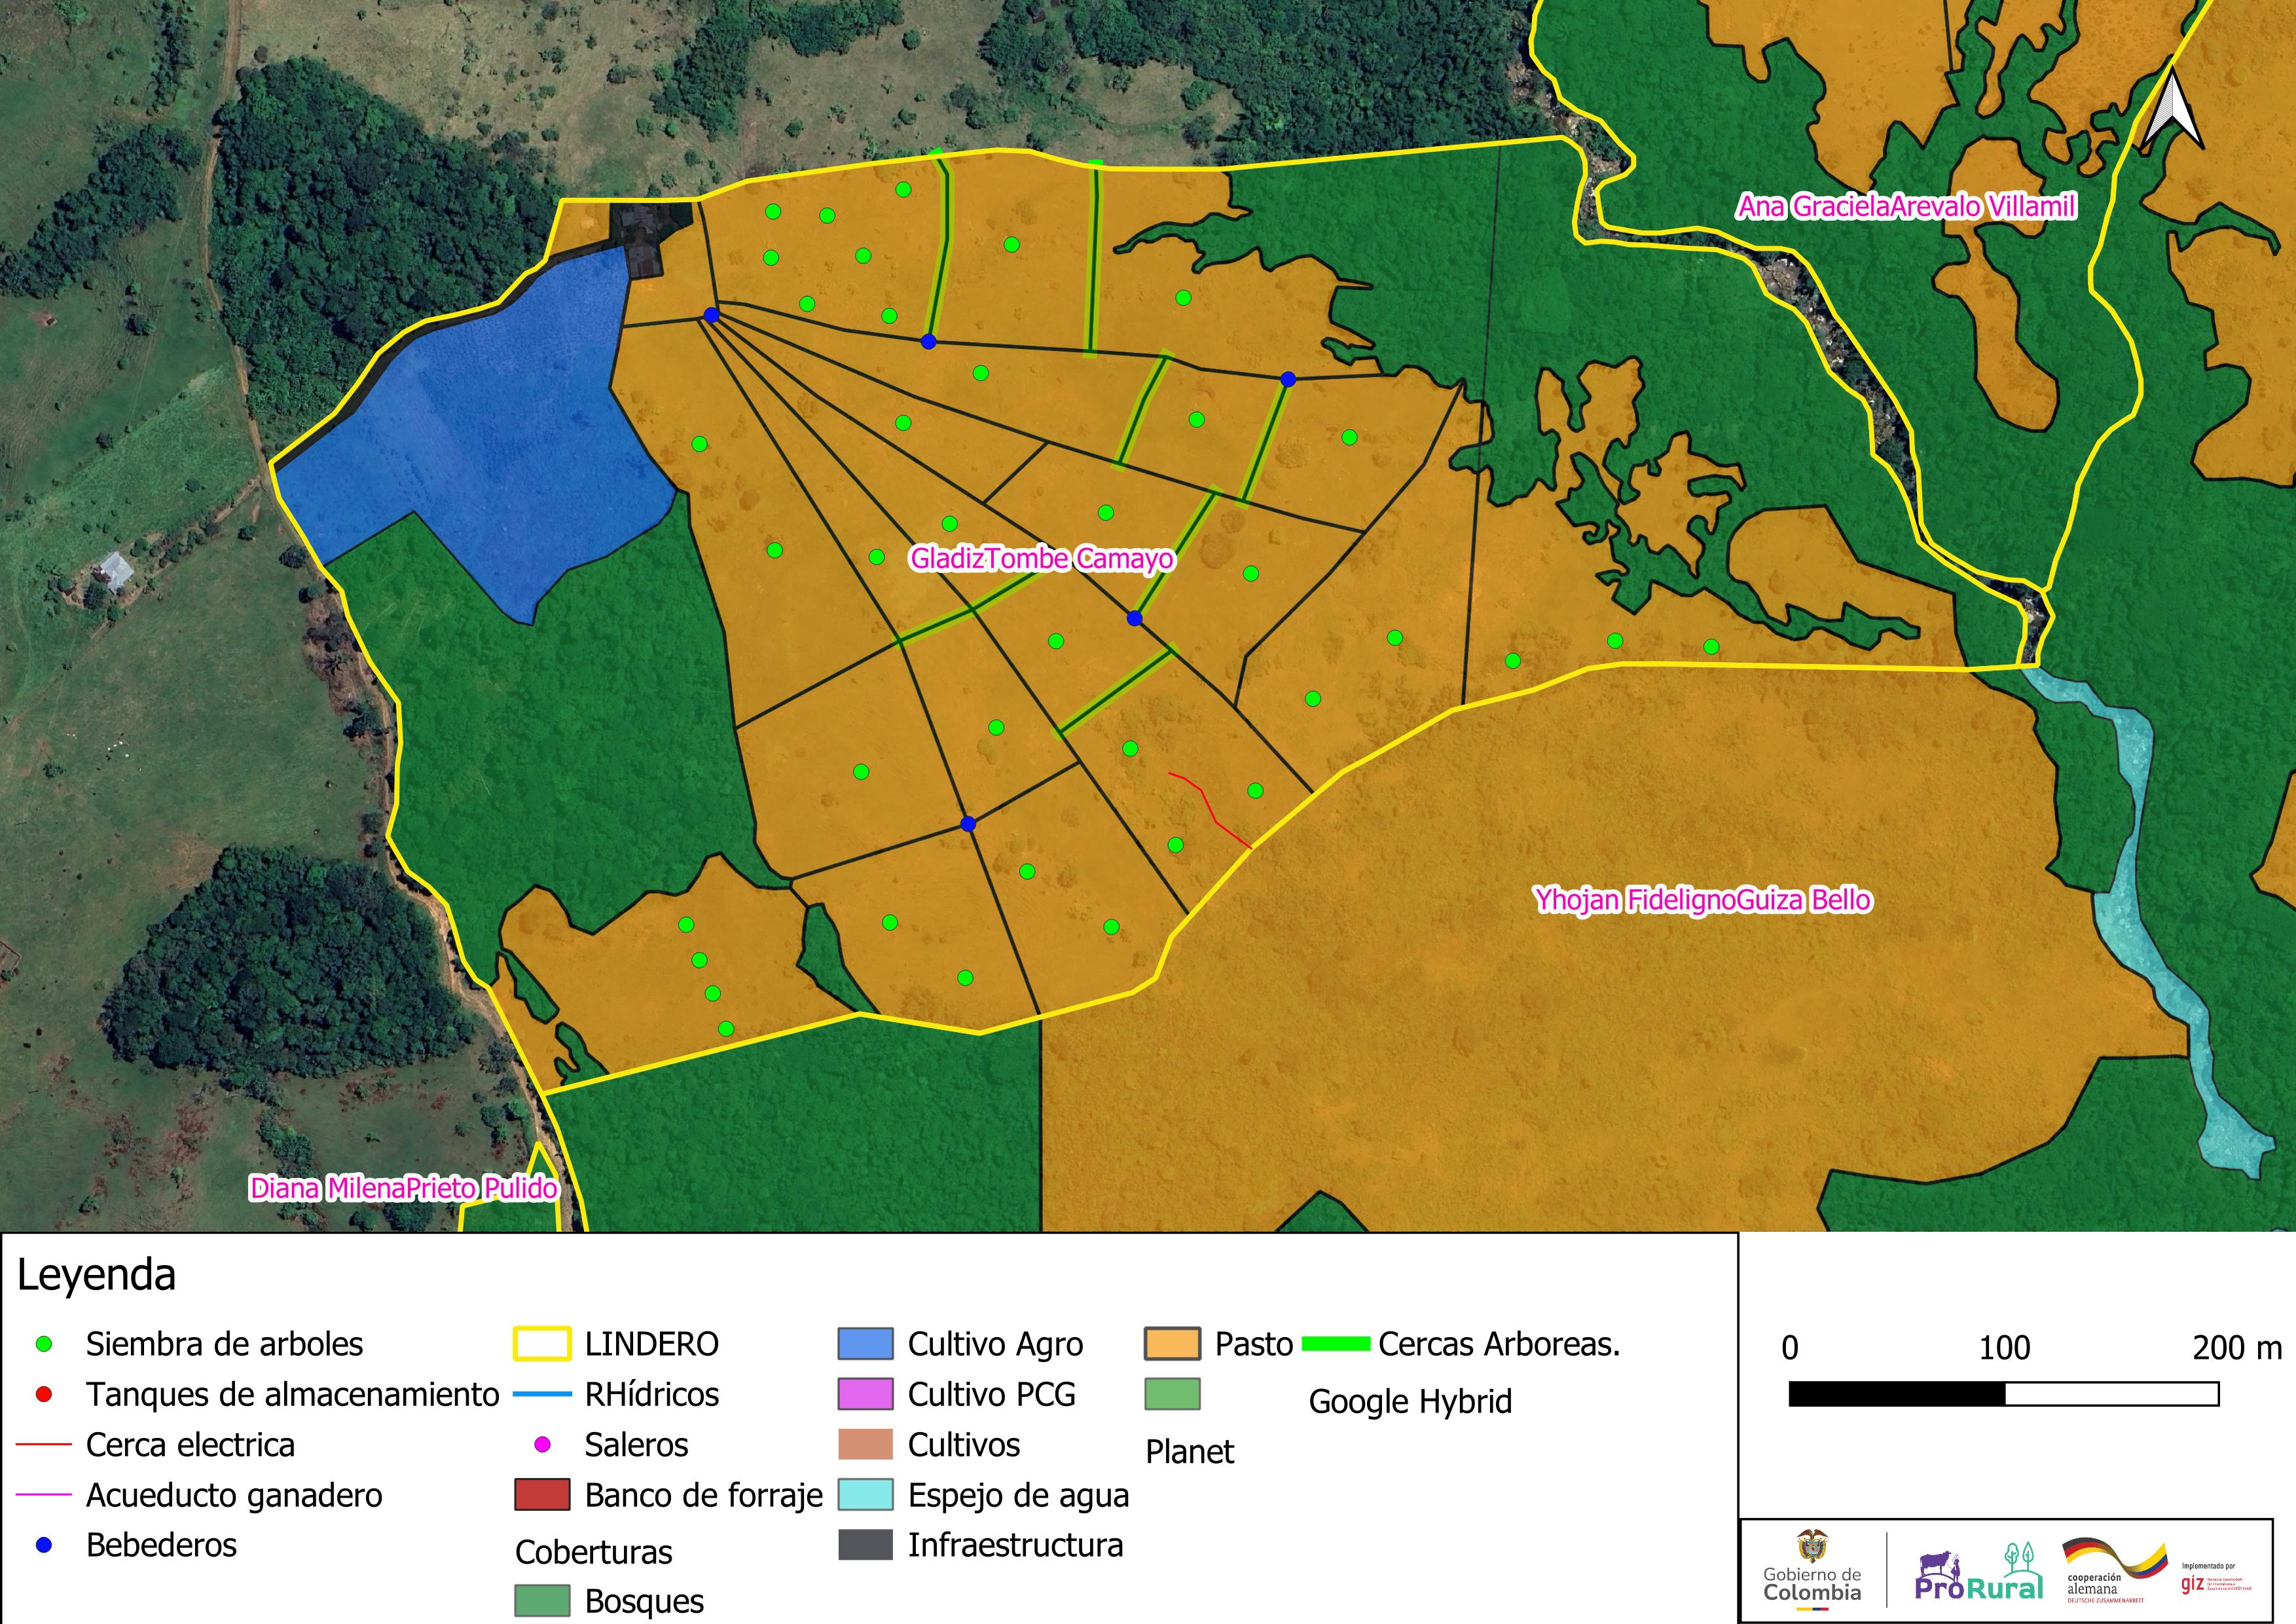 Ana GracielaArevalo Villamil
GladizTombe Camayo
Yhojan FidelignoGuiza Bello
Diana MilenaPrieto Pulido
Leyenda
Siembra de arboles
Tanques de almacenamiento
Cerca electrica
Acueducto ganadero
Bebederos
LINDERO
RHídricos
Saleros
Banco de forraje
Coberturas
Bosques
Cultivo Agro
Cultivo PCG
Cultivos
Espejo de agua
Infraestructura
Pasto
Planet
Cercas Arboreas.
Google Hybrid
0 100 200 m
Gobierno de
Colombia
ProRural
cooperación
alemana
DEUTSCHE ZUSAMMENARBEIT
Implementado por
giz